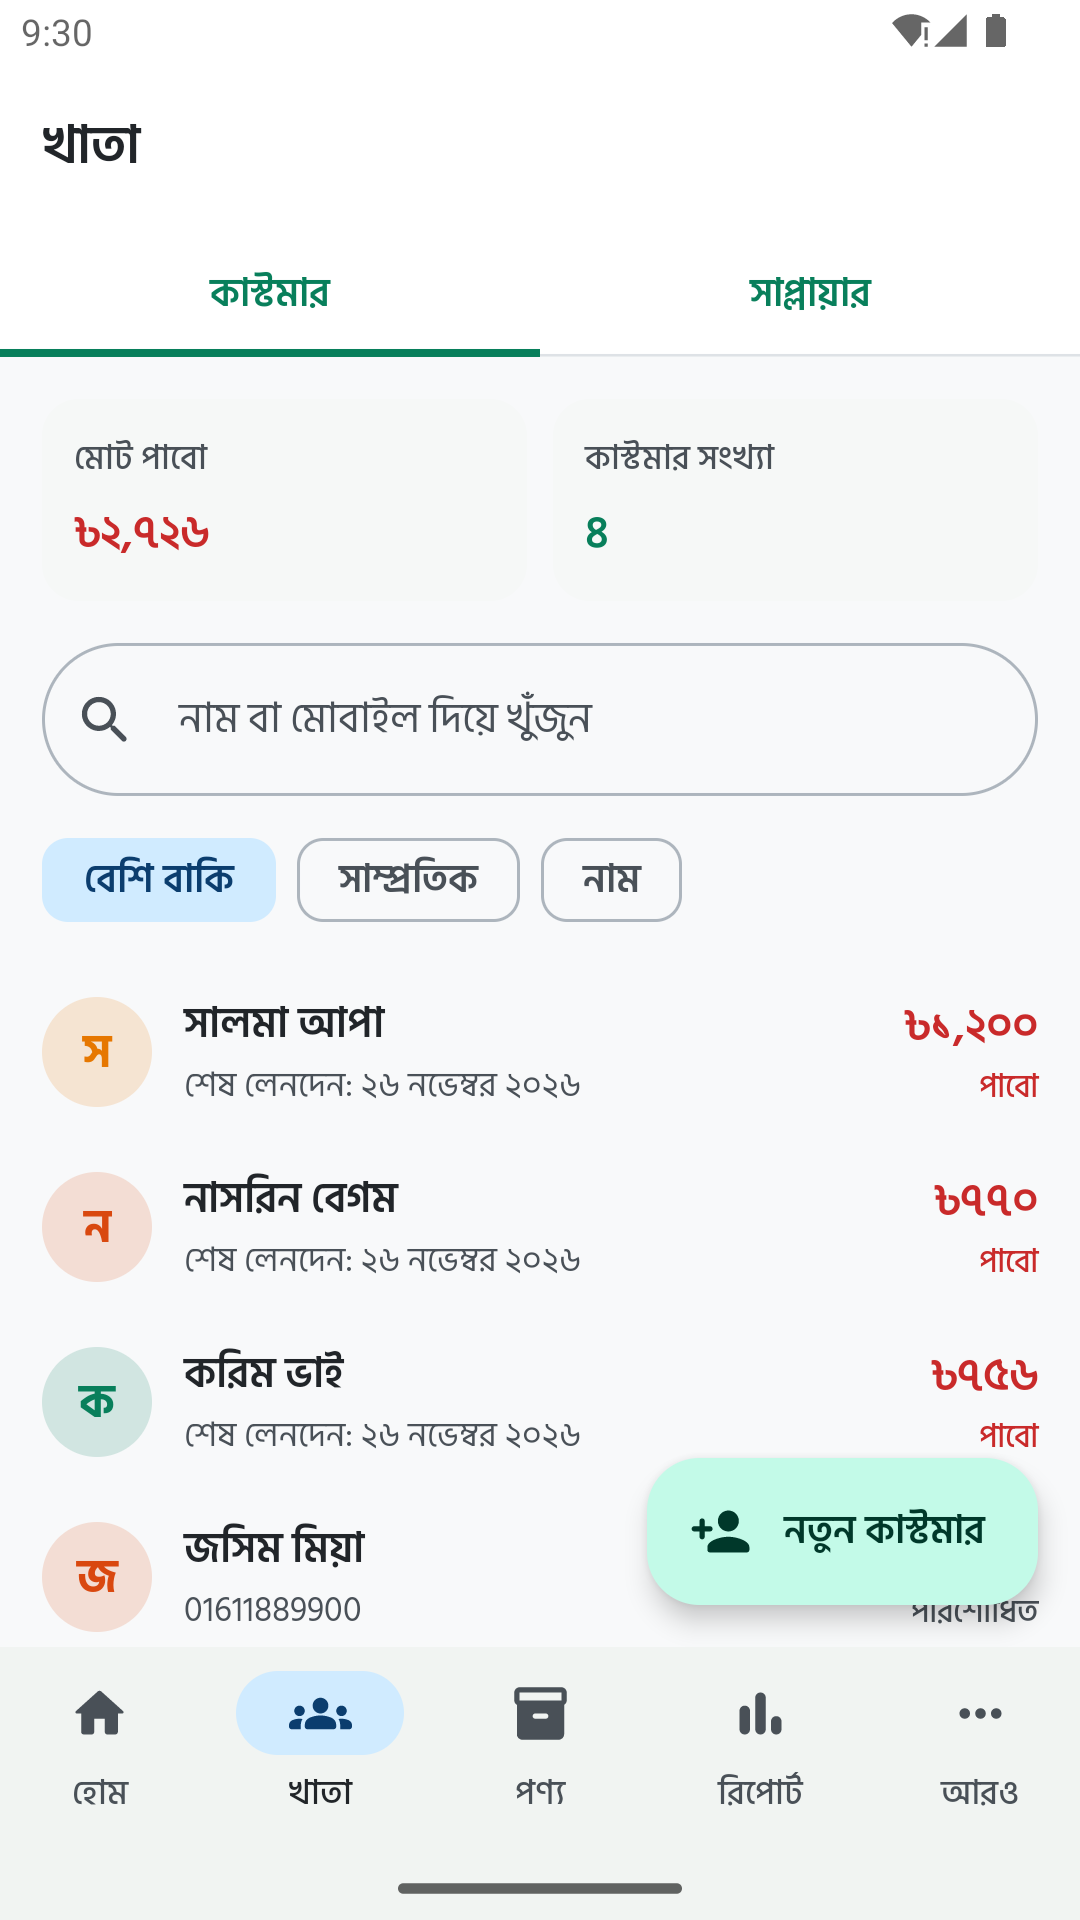 9:30
খাতা
কাস্টমার
সাপ্লায়ার
মোট পাবো
৳২,৭২৬
কাস্টমার সংখ্যা
৪
নাম বা মোবাইল দিয়ে খুঁজুন
বেশি বাকি
সাম্প্রতিক
নাম
স
সালমা আপা
৳১,২০০
শেষ লেনদেন: ২৬ নভেম্বর ২০২৬
পাবো
ন
নাসরিন বেগম
৳৭৭০
শেষ লেনদেন: ২৬ নভেম্বর ২০২৬
পাবো
ক
করিম ভাই
৳৭৫৬
শেষ লেনদেন: ২৬ নভেম্বর ২০২৬
পাবো
জ
জসিম মিয়া
নতুন কাস্টমার
01611889900
পরিশোধিত
হোম
খাতা
পণ্য
রিপোর্ট
আরও